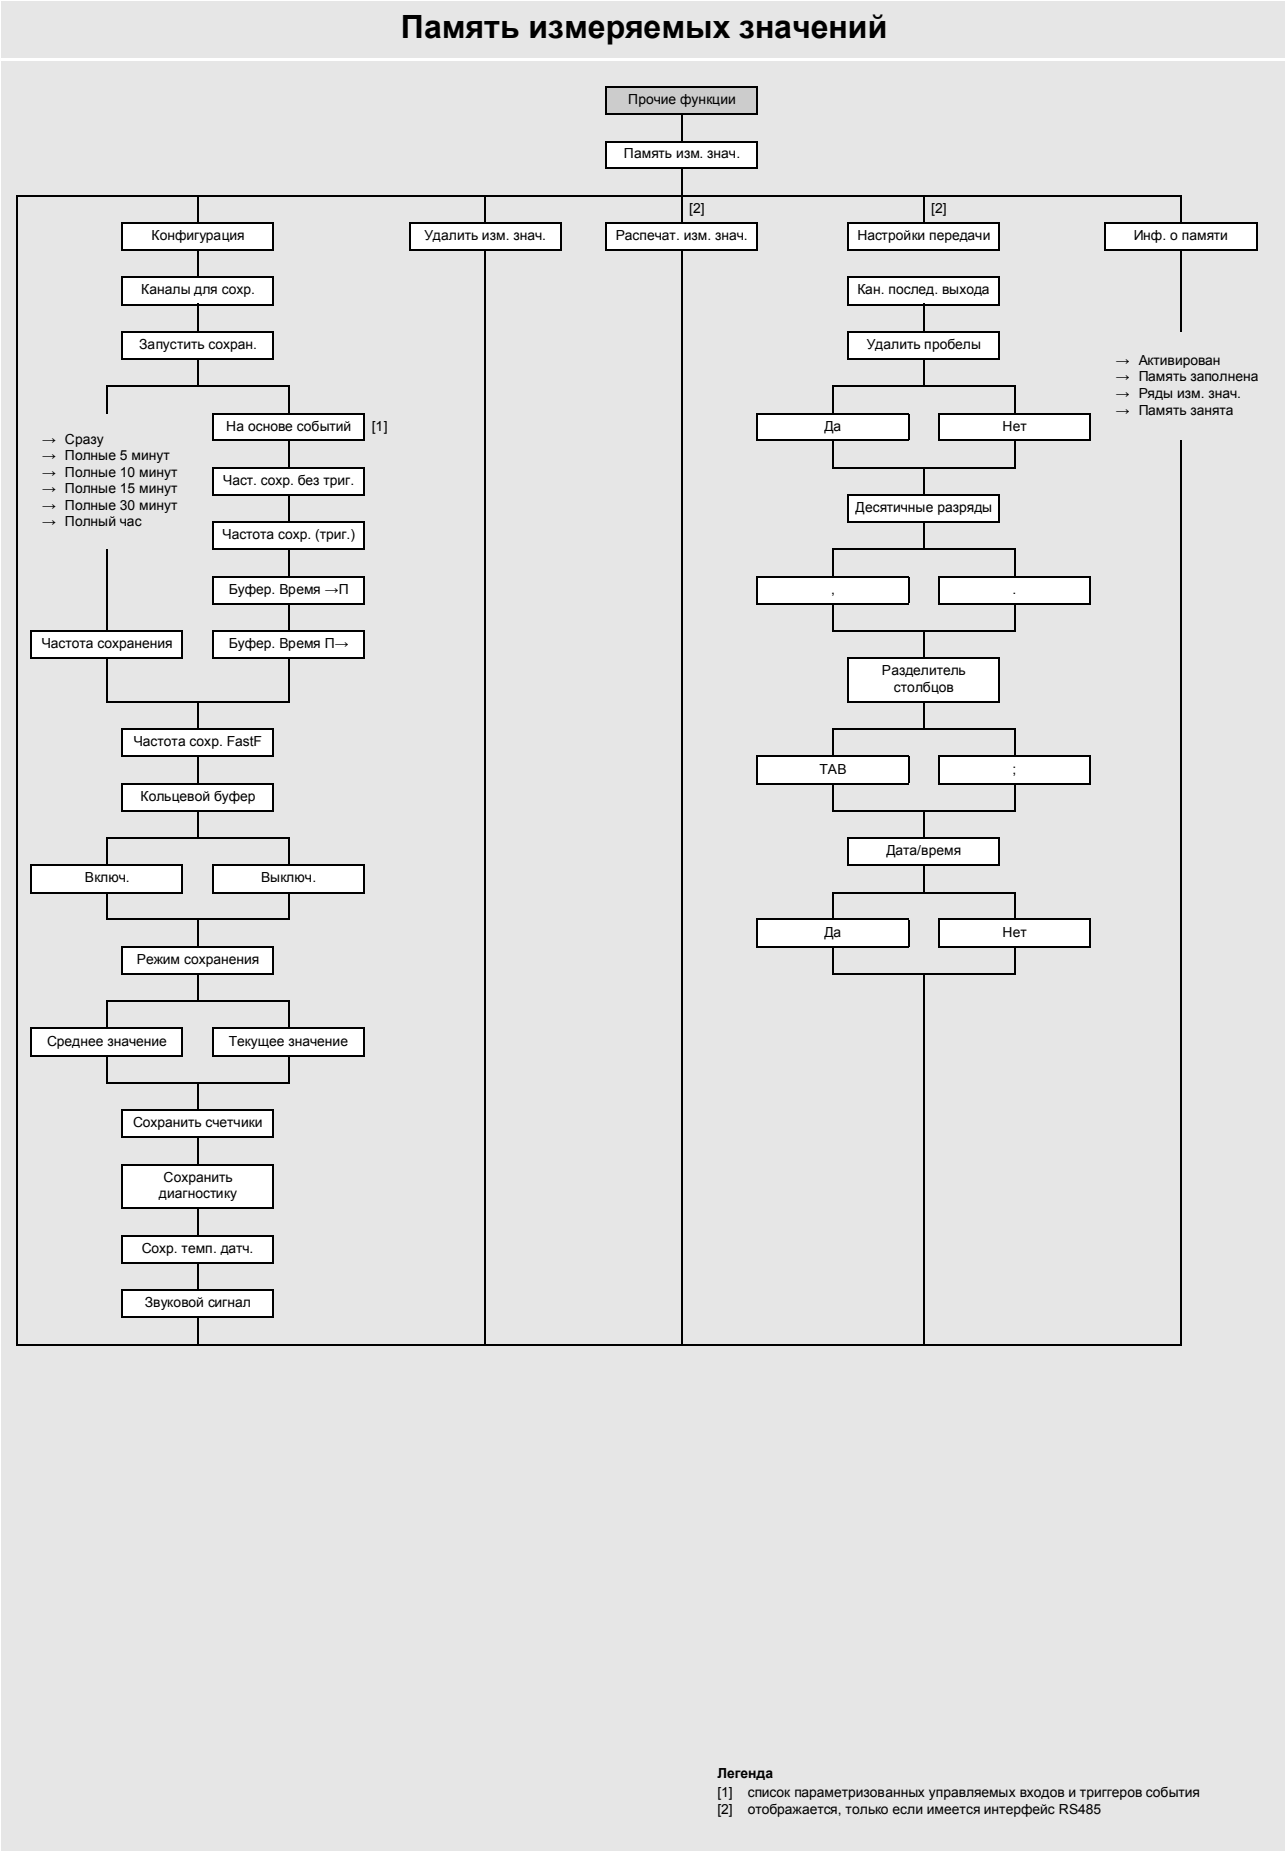 Память измеряемых значений
Прочие функции
Память изм. знач.
[2]
[2]
Конфигурация
Удалить изм. знач.
Распечат. изм. знач.
Настройки передачи
Инф. о памяти
Каналы для сохр.
Запустить сохран.
→ Сразу
→ Полные 5 минут
→ Полные 10 минут
→ Полные 15 минут
→ Полные 30 минут
→ Полный час
На основе событий [1]
Част. сохр. без триг.
Частота сохр. (триг.)
Буфер. Время →П
Частота сохранения
Буфер. Время П→
Частота сохр. FastF
Кольцевой буфер
Включ.
Выключ.
Режим сохранения
Среднее значение
Текущее значение
Сохранить счетчики
Сохранить
диагностику
Сохр. темп. датч.
Звуковой сигнал
Кан. послед. выхода
Удалить пробелы
Да
Нет
Десятичные разряды
,
.
Разделитель
столбцов
TAB
;
Дата/время
Да
Нет
→ Активирован
→ Память заполнена
→ Ряды изм. знач.
→ Память занята
Легенда
[1] список параметризованных управляемых входов и триггеров события
[2] отображается, только если имеется интерфейс RS485